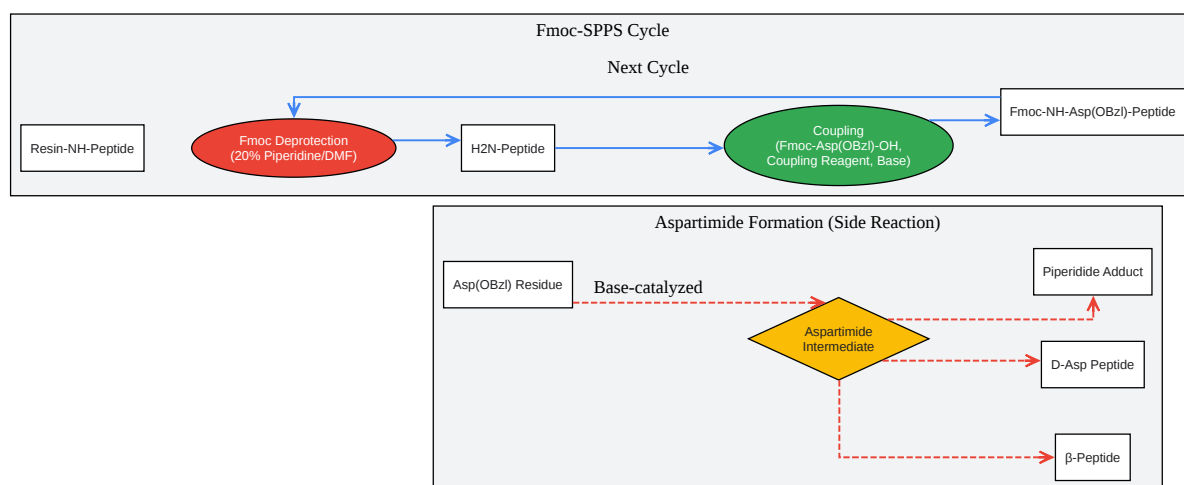 Fmoc-SPPS Cycle
Next Cycle
Fmoc-NH-Asp(OBzl)-Peptide
Resin-NH-Peptide
Fmoc Deprotection
(20% Piperidine/DMF)
H2N-Peptide
Coupling
(Fmoc-Asp(OBzl)-OH,
Coupling Reagent, Base)
Aspartimide Formation (Side Reaction)
Asp(OBzl) Residue
Base-catalyzed
Aspartimide
Intermediate
Piperidide Adduct
D-Asp Peptide
β-Peptide